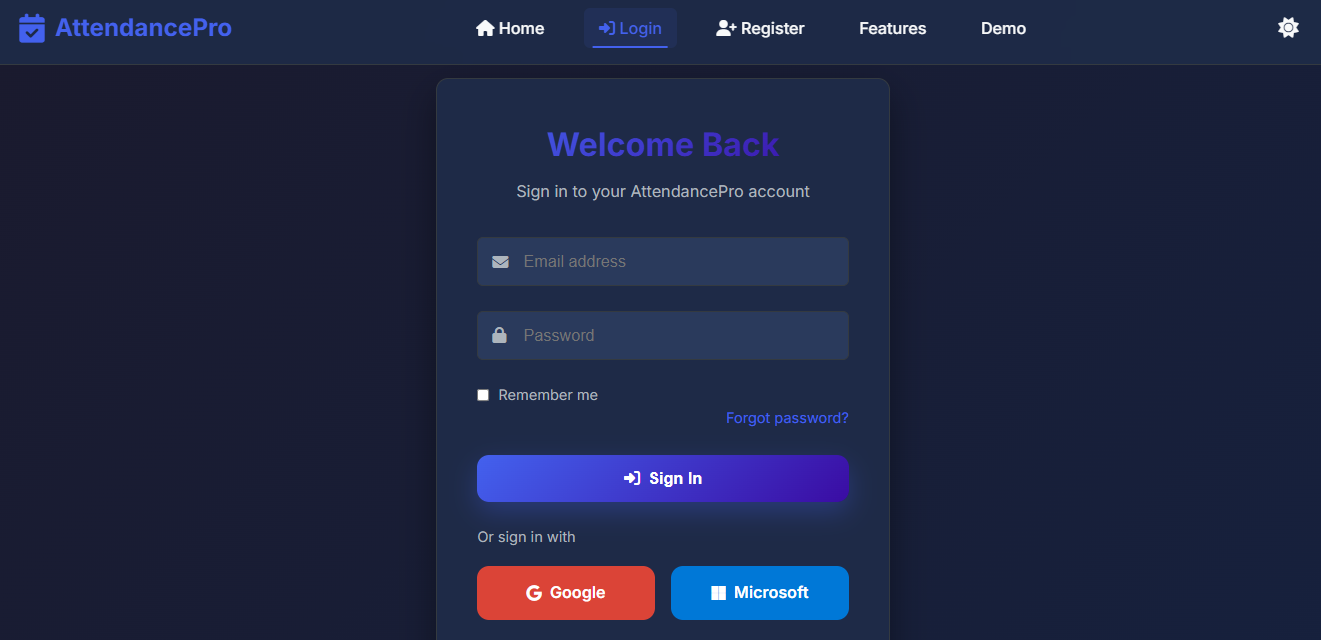 AttendancePro
Home
Login
Register
Features
Demo
Welcome Back
Sign in to your AttendancePro account
Email address
Password
Remember me
Forgot password?
Sign In
Or sign in with
Google
Microsoft